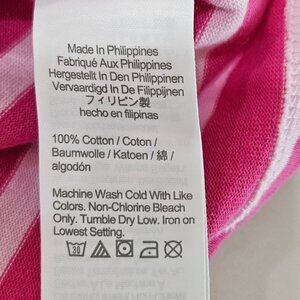 Made In Philippines
Fabriqué Aux Philippines
Hergestellt In Den Philippinen
Vervaardigd In De Filippijnen
フィリピン製
hecho en filipinas
100% Cotton / Coton /
Baumwolle / Katoen / 綿 /
algodón
Machine Wash Cold With Like
Colors. Non-Chlorine Bleach
Only. Tumble Dry Low. Iron on
Lowest Setting.
30